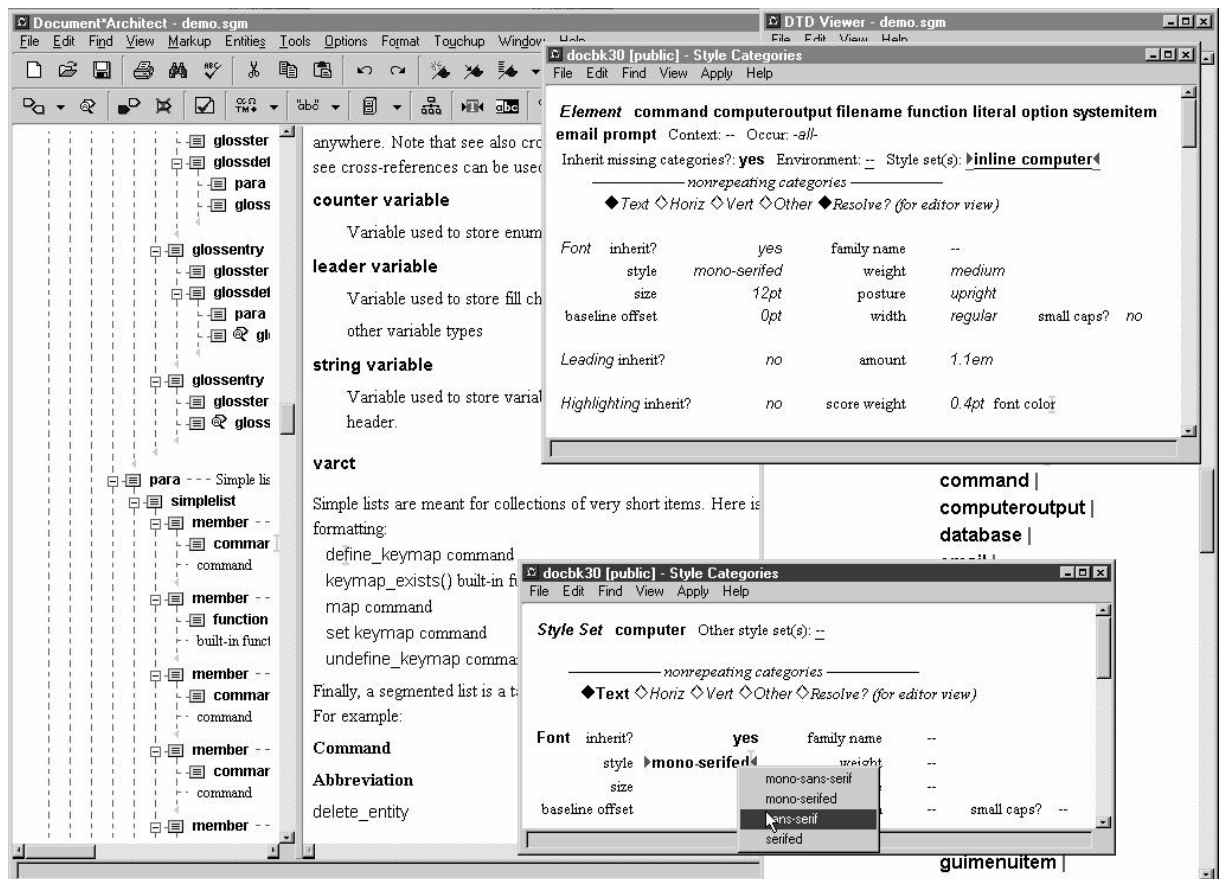 Document*Architect - demo.sgm
File Edit Find View Markup Entities Tools Options Format Touchup Window Help
glosster
glossdef
para
gloss
glossentry
glosster
glossdef
para
glossentry
glosster
gloss
para --- Simple lis
simplelist
member --
commar
command
member --
function
built-in funct
member --
commar
command
member --
commar
command
member --
anywhere. Note that see also cro
see cross-references can be used
counter variable
Variable used to store enum
leader variable
Variable used to store fill ch
other variable types
string variable
Variable used to store variab
header.
varct
Simple lists are meant for collections of very short items. Here is
formatting:
define_keymap command
keymap_exists() built-in fu
map command
set keymap command
undefine_keymap comma
Finally, a segmented list is a ta
For example:
Command
Abbreviation
delete_entity
DTD Viewer - demo.sgm
File Edit View Help
docbk30 [public] - Style Categories
File Edit Find View Apply Help
Element command computeroutput filename function literal option systemitem
email prompt Context: -- Occur: -all-
Inherit missing categories?: yes Environment: -- Style set(s): inline computer
nonrepeating categories
Text Horiz Vert Other Resolve? (for editor view)
Font inherit? yes family name --
style mono-serifed weight medium
size 12pt posture upright
baseline offset 0pt width regular small caps? no
Leading inherit? no amount 1.1em
Highlighting inherit? no score weight 0.4pt font color
command |
computeroutput |
database |
docbk30 [public] - Style Categories
File Edit Find View Apply Help
Style Set computer Other style set(s): --
nonrepeating categories
Text Horiz Vert Other Resolve? (for editor view)
Font inherit? yes family name --
style mono-serifed weight --
size --
baseline offset -- small caps? --
mono-sans-serif
mono-serifed
sans-serif
serifed
guimenuitem |